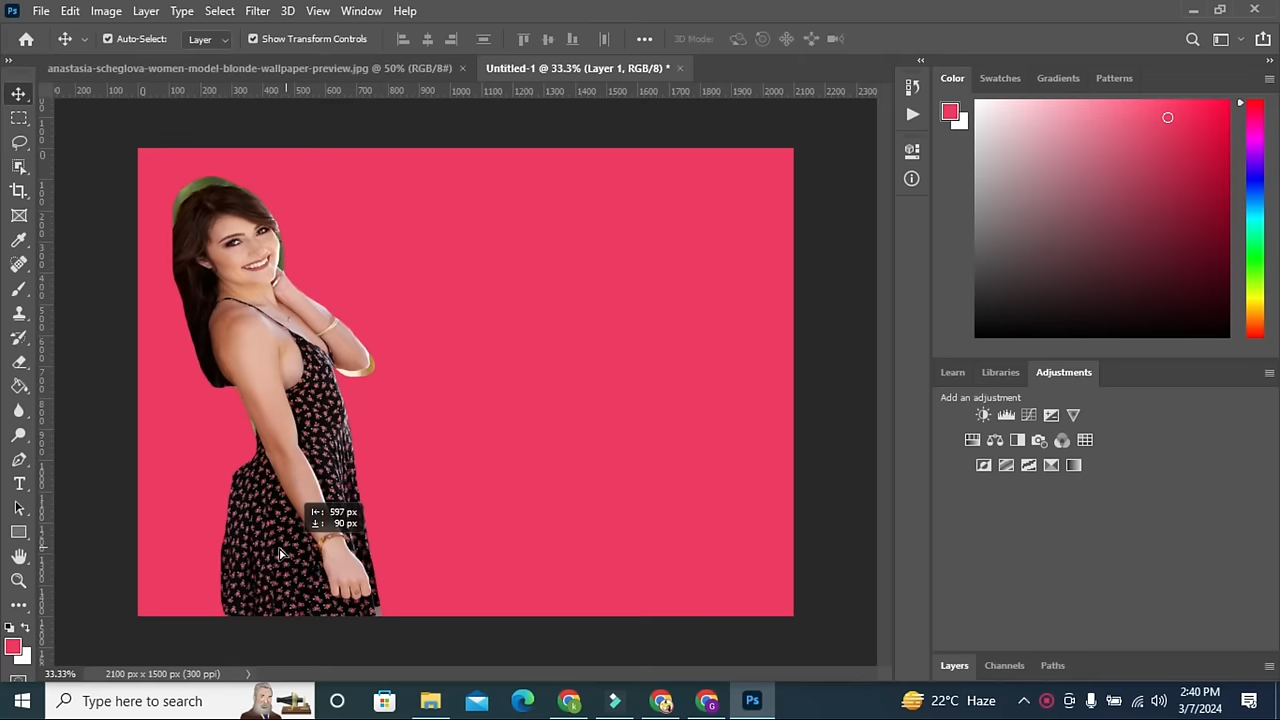 Ps File Edit Image Layer Type Select Filter 3D View Window Help
Auto-Select: Layer Show Transform Controls 3D Mode:
anastasia-scheglova-women-model-blonde-wallpaper-preview.jpg @ 50% (RGB/8#) × Untitled-1 @ 33.3% (Layer 1, RGB/8) * ×
200 100 0 100 200 300 400 500 600 700 800 900 1000 1100 1200 1300 1400 1500 1600 1700 1800 1900 2000 2100 2200 2300
Color Swatches Gradients Patterns
Learn Libraries Adjustments
Add an adjustment
597 px
90 px
Layers Channels Paths
33.33% 2100 px x 1500 px (300 ppi)
Type here to search
22°C Haze
2:40 PM
3/7/2024